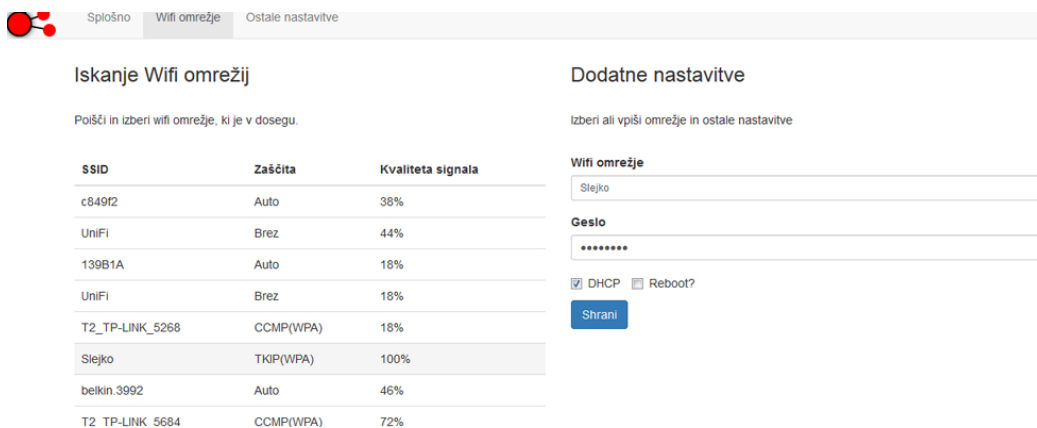 Splošno Wifi omrežje Ostale nastavitve
Iskanje Wifi omrežij
Poišči in izberi wifi omrežje, ki je v dosegu.
SSID Zaščita Kvaliteta signala
c849f2 Auto 38%
UniFi Brez 44%
139B1A Auto 18%
UniFi Brez 18%
T2_TP-LINK_5268 CCMP(WPA) 18%
Slejko TKIP(WPA) 100%
belkin.3992 Auto 46%
T2_TP-LINK_5684 CCMP(WPA) 72%
Dodatne nastavitve
Izberi ali vpiši omrežje in ostale nastavitve
Wifi omrežje
Slejko
Geslo
••••••••
DHCP Reboot?
Shrani